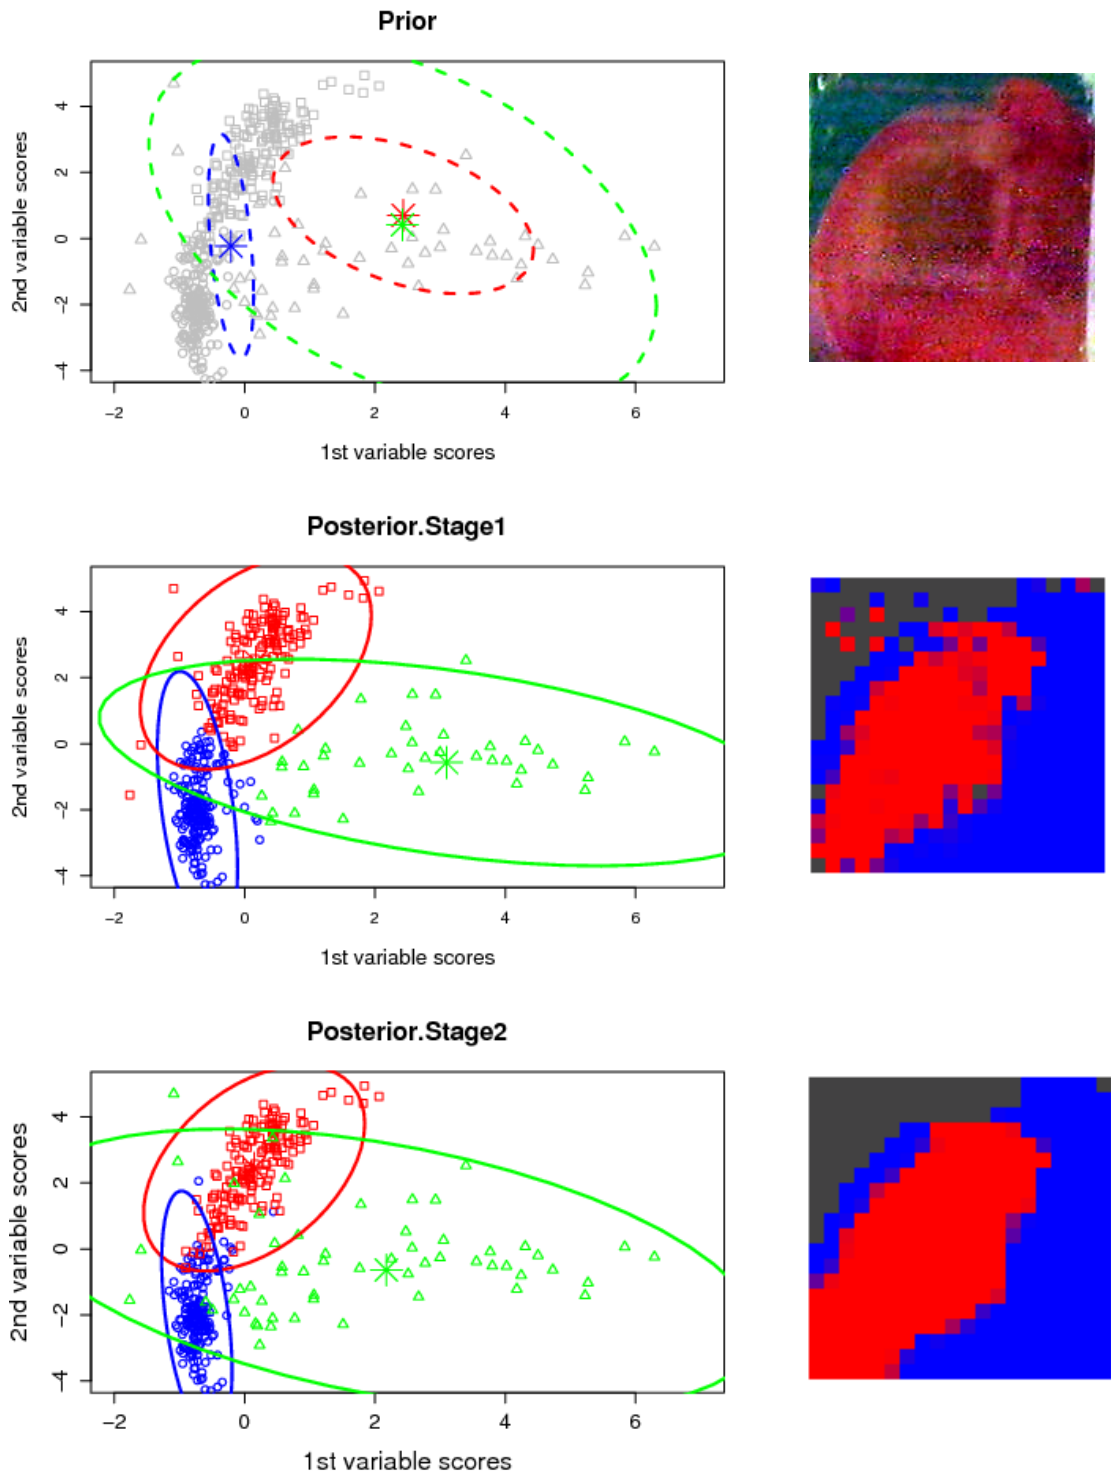 Prior
2nd variable scores
4
2
0
−2
−4
−2 0 2 4 6
1st variable scores
Posterior.Stage1
2nd variable scores
4
2
0
−2
−4
−2 0 2 4 6
1st variable scores
Posterior.Stage2
2nd variable scores
4
2
0
−2
−4
−2 0 2 4 6
1st variable scores